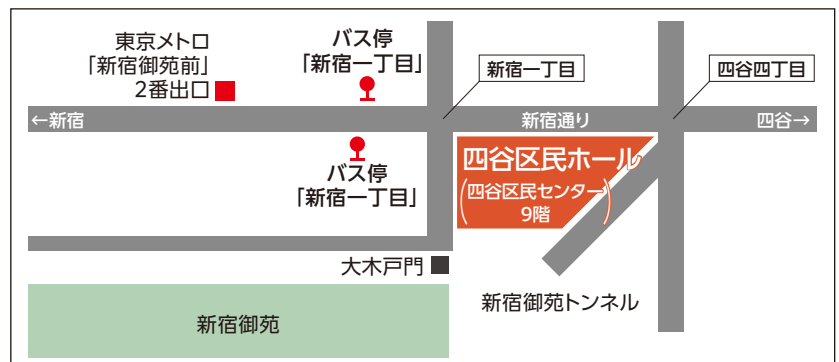 東京メトロ
「新宿御苑前」
2番出口
バス停
「新宿一丁目」
新宿一丁目
四谷四丁目
←新宿
新宿通り
四谷→
バス停
「新宿一丁目」
四谷区民ホール
(四谷区民センター)
9階
大木戸門
新宿御苑トンネル
新宿御苑